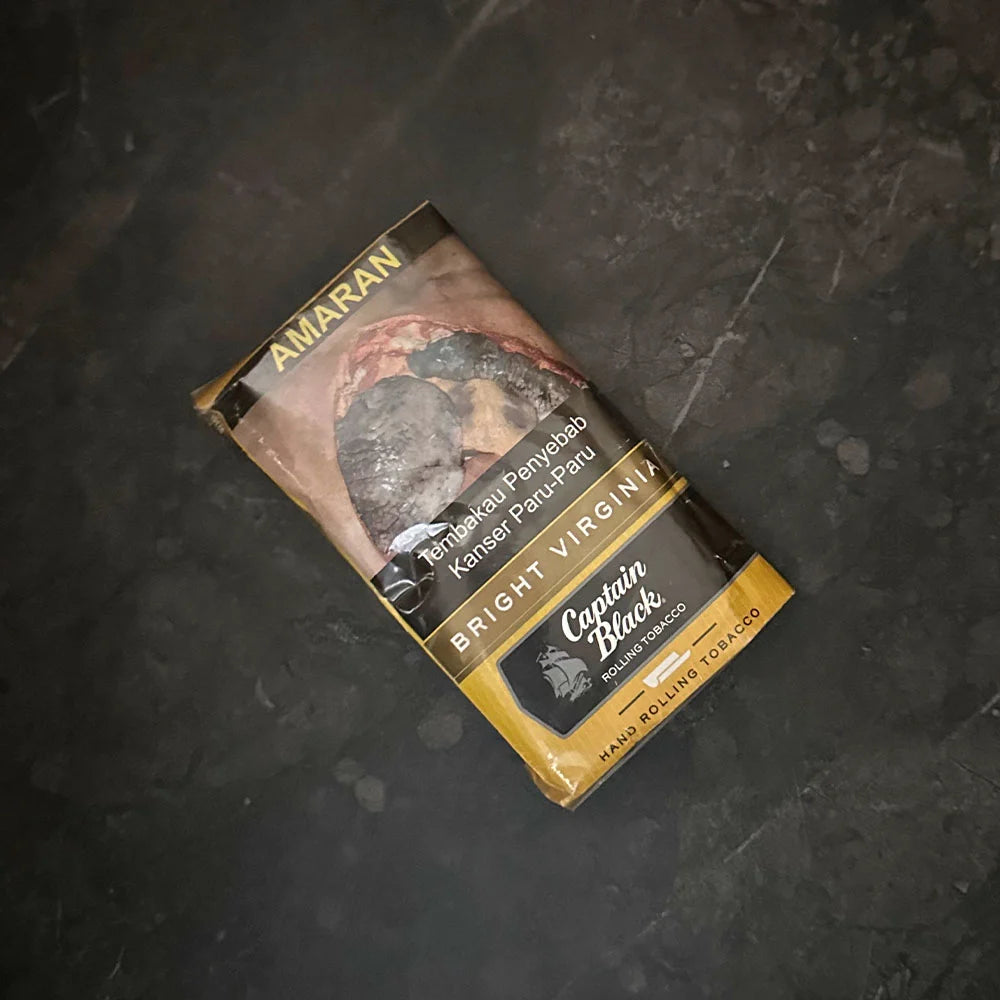 AMARAN
Tembakau Penyebab
Kanser Paru-Paru
BRIGHT VIRGINIA
Captain
Black
ROLLING TOBACCO
HAND ROLLING TOBACCO